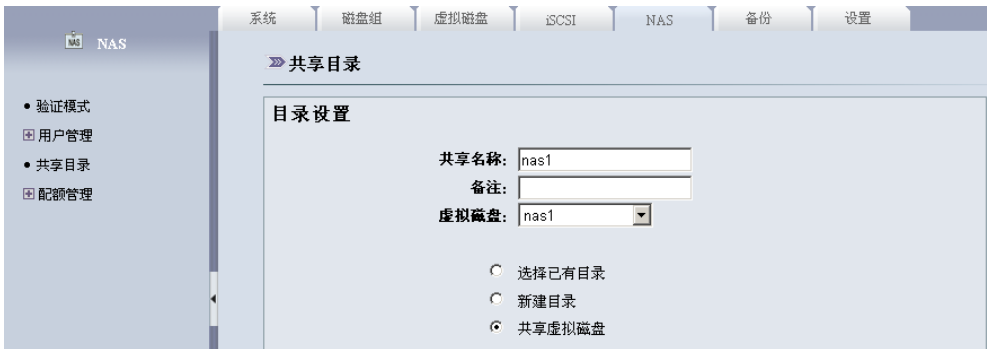 系统 磁盘组 虚拟磁盘 iSCSI NAS 备份 设置
NAS NAS
共享目录
验证模式
用户管理
共享目录
配额管理
目录设置
共享名称: nas1
备注:
虚拟磁盘: nas1
选择已有目录
新建目录
共享虚拟磁盘